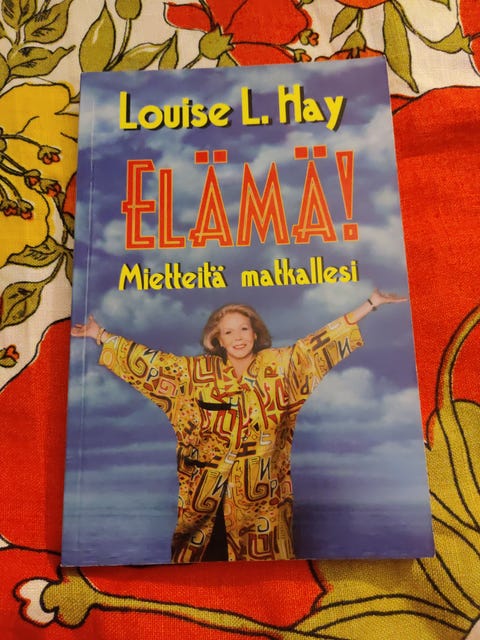 Louise L. Hay
ELÄMÄ!
Mietteitä matkallesi